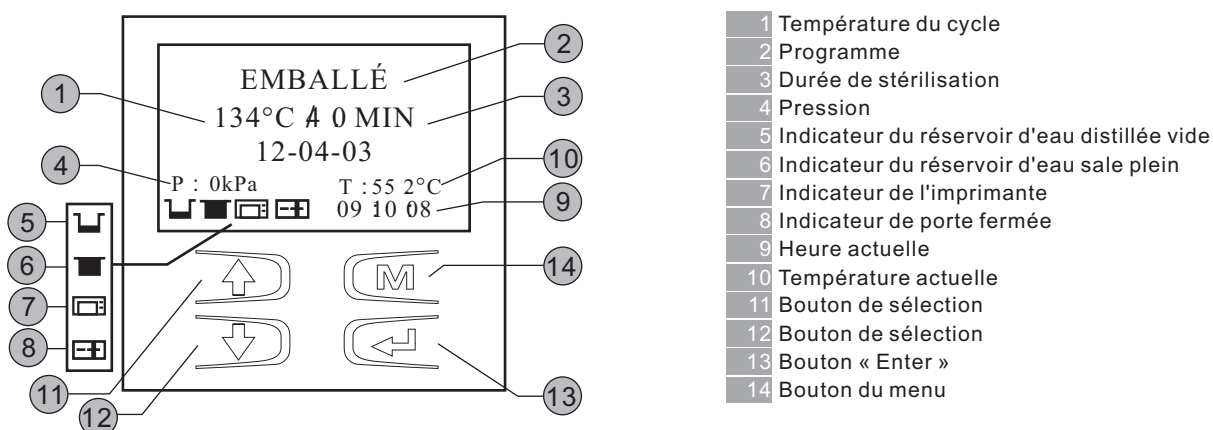 EMBALLÉ
134°C 4 0 MIN
12-04-03
P : 0kPa
T :55 2°C
09 10 08
M
1
2
3
4
5
6
7
8
9
10
11
12
13
14
1 Température du cycle
2 Programme
3 Durée de stérilisation
4 Pression
5 Indicateur du réservoir d'eau distillée vide
6 Indicateur du réservoir d'eau sale plein
7 Indicateur de l'imprimante
8 Indicateur de porte fermée
9 Heure actuelle
10 Température actuelle
11 Bouton de sélection
12 Bouton de sélection
13 Bouton « Enter »
14 Bouton du menu